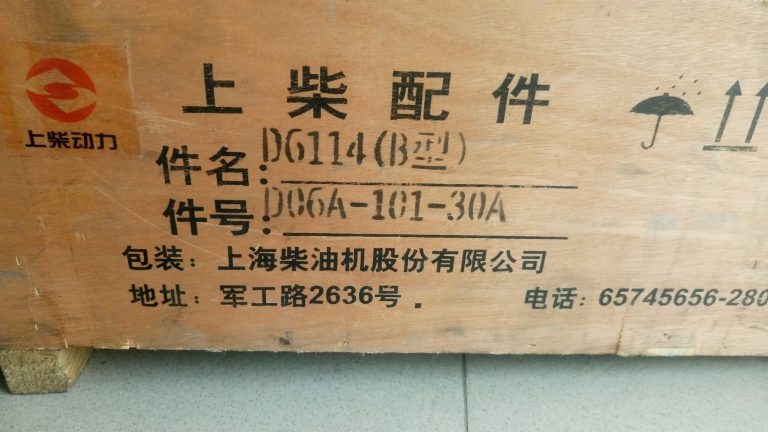 上柴动力
上柴配件
件名：D6114(B型)
件号：D06A-101-30A
包装：上海柴油机股份有限公司
地址：军工路2636号.
电话：65745656-280